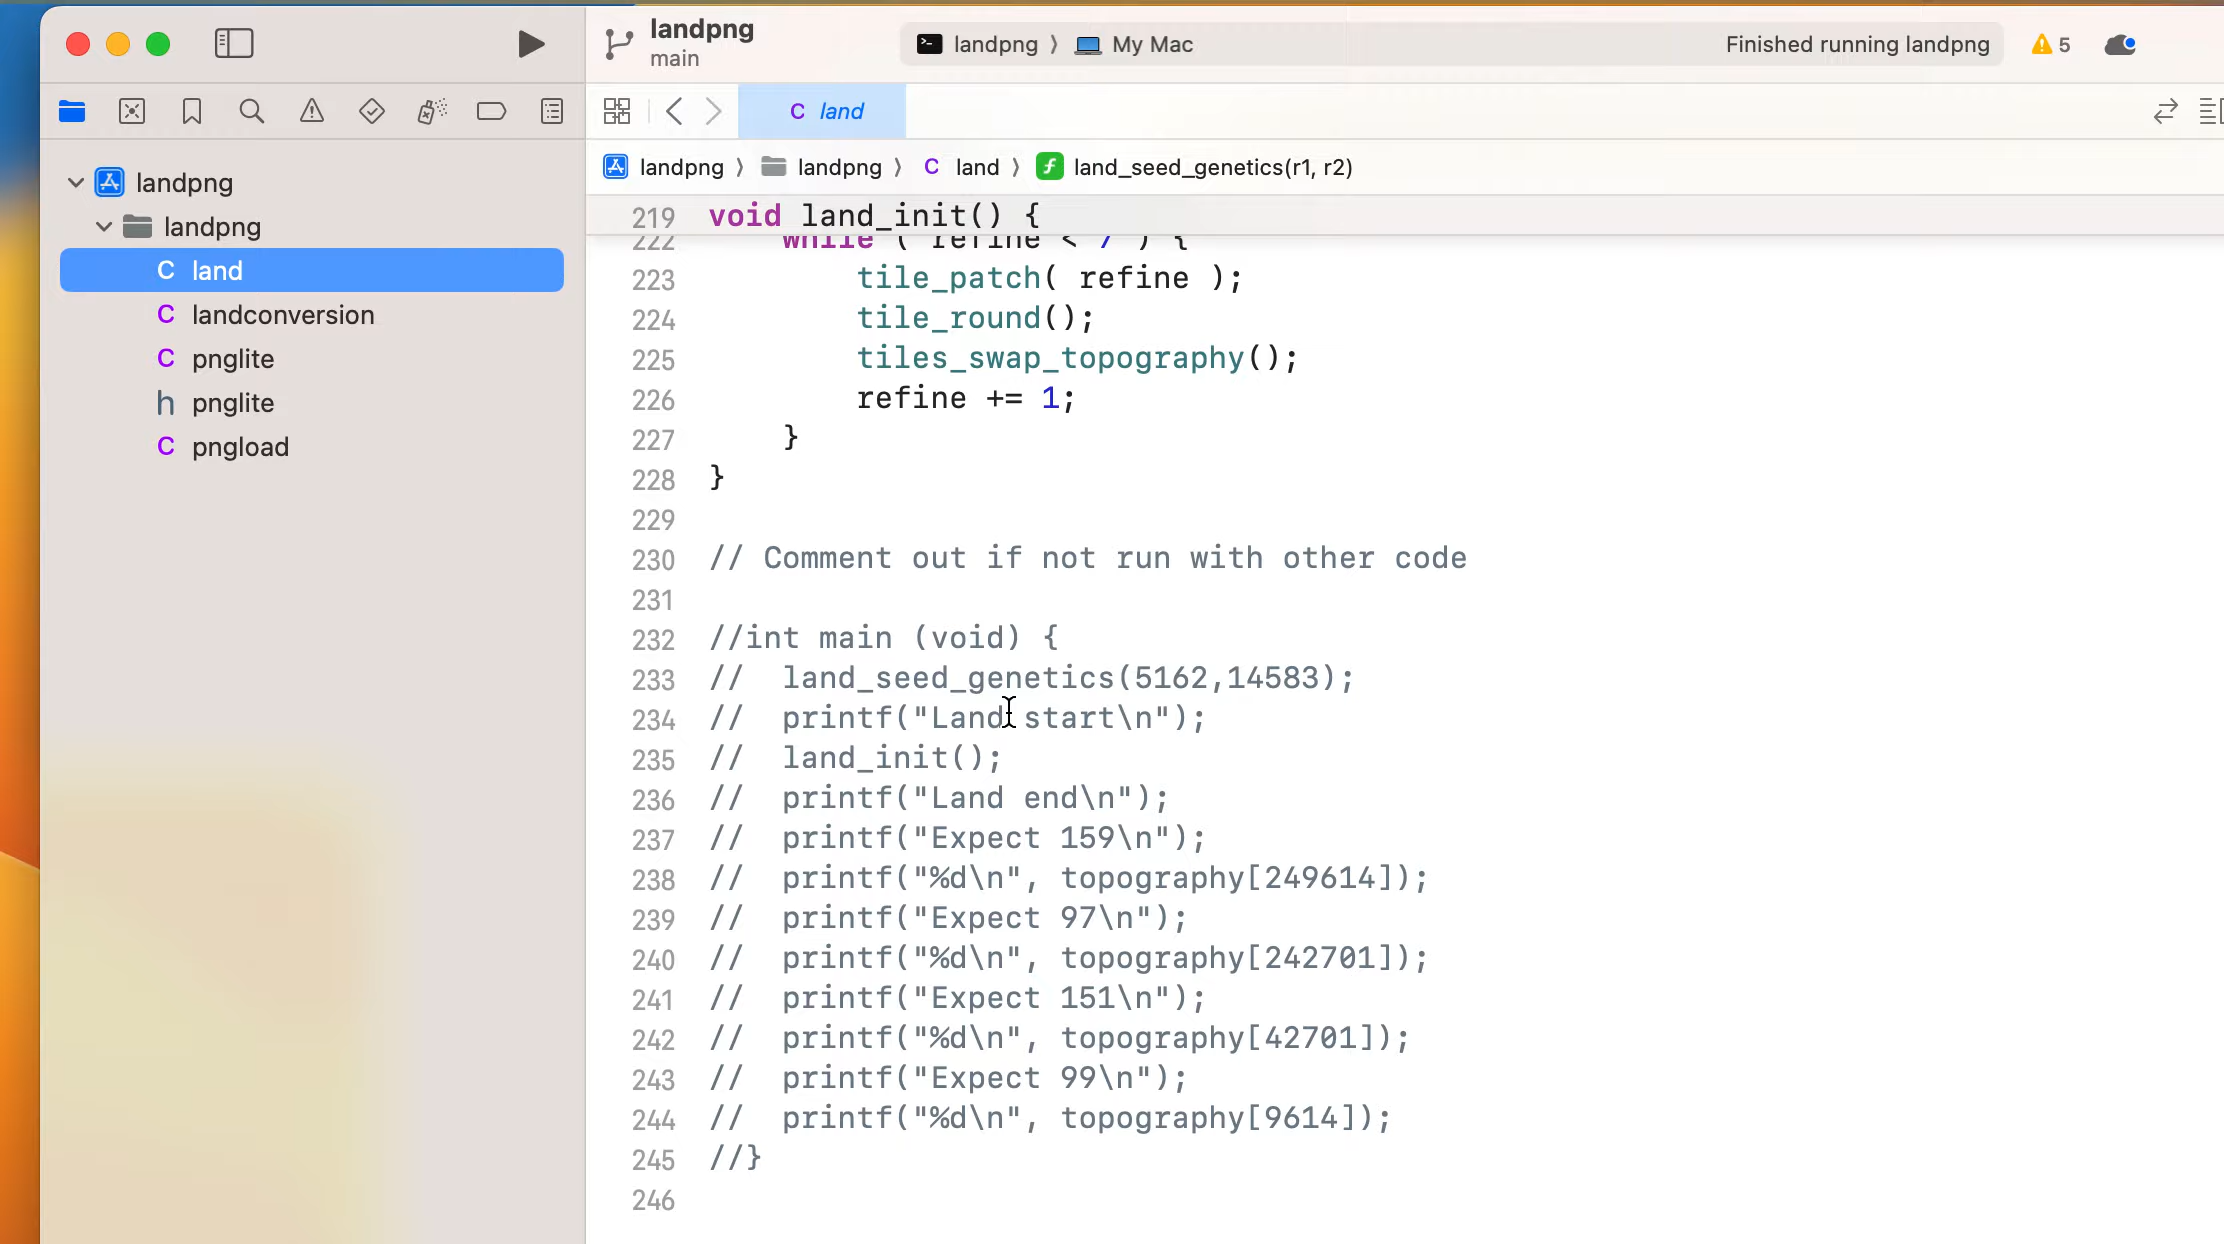 landpng
main
landpng ⟩ My Mac
Finished running landpng
5
land
landpng
landpng
land
landconversion
pnglite
h pnglite
pngload
C land
C
C
C
C
landpng ⟩ landpng ⟩ C land ⟩ f land_seed_genetics(r1, r2)
219 void land_init() {
222 while ( refine < 7 ) {
223 tile_patch( refine );
224 tile_round();
225 tiles_swap_topography();
226 refine += 1;
227 }
228 }
229
230 // Comment out if not run with other code
231
232 //int main (void) {
233 // land_seed_genetics(5162,14583);
234 // printf("Land start\n");
235 // land_init();
236 // printf("Land end\n");
237 // printf("Expect 159\n");
238 // printf("%d\n", topography[249614]);
239 // printf("Expect 97\n");
240 // printf("%d\n", topography[242701]);
241 // printf("Expect 151\n");
242 // printf("%d\n", topography[42701]);
243 // printf("Expect 99\n");
244 // printf("%d\n", topography[9614]);
245 //}
246